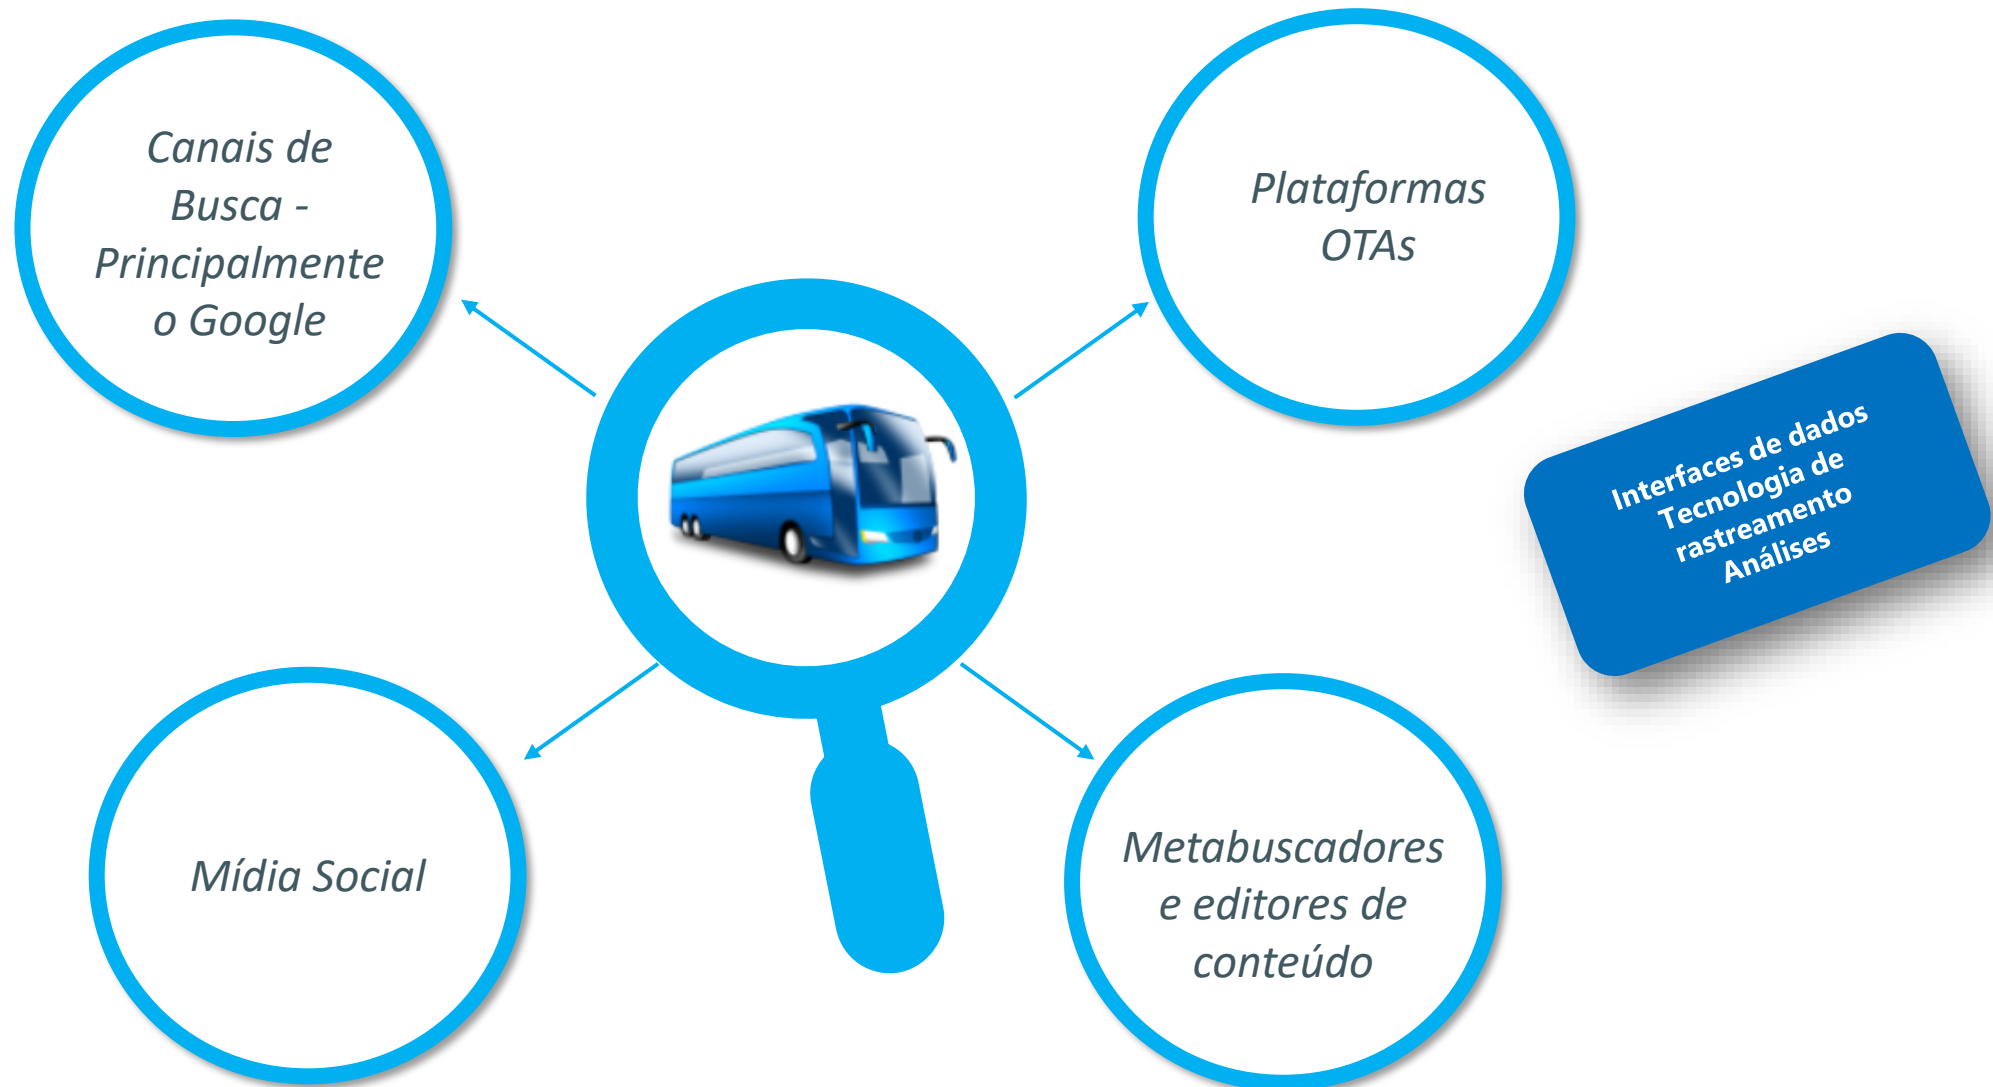 Canais de
Busca -
Principalmente
o Google
Plataformas
OTAs
Interfaces de dados
Tecnologia de
rastreamento
Análises
Mídia Social
Metabuscadores
e editores de
conteúdo